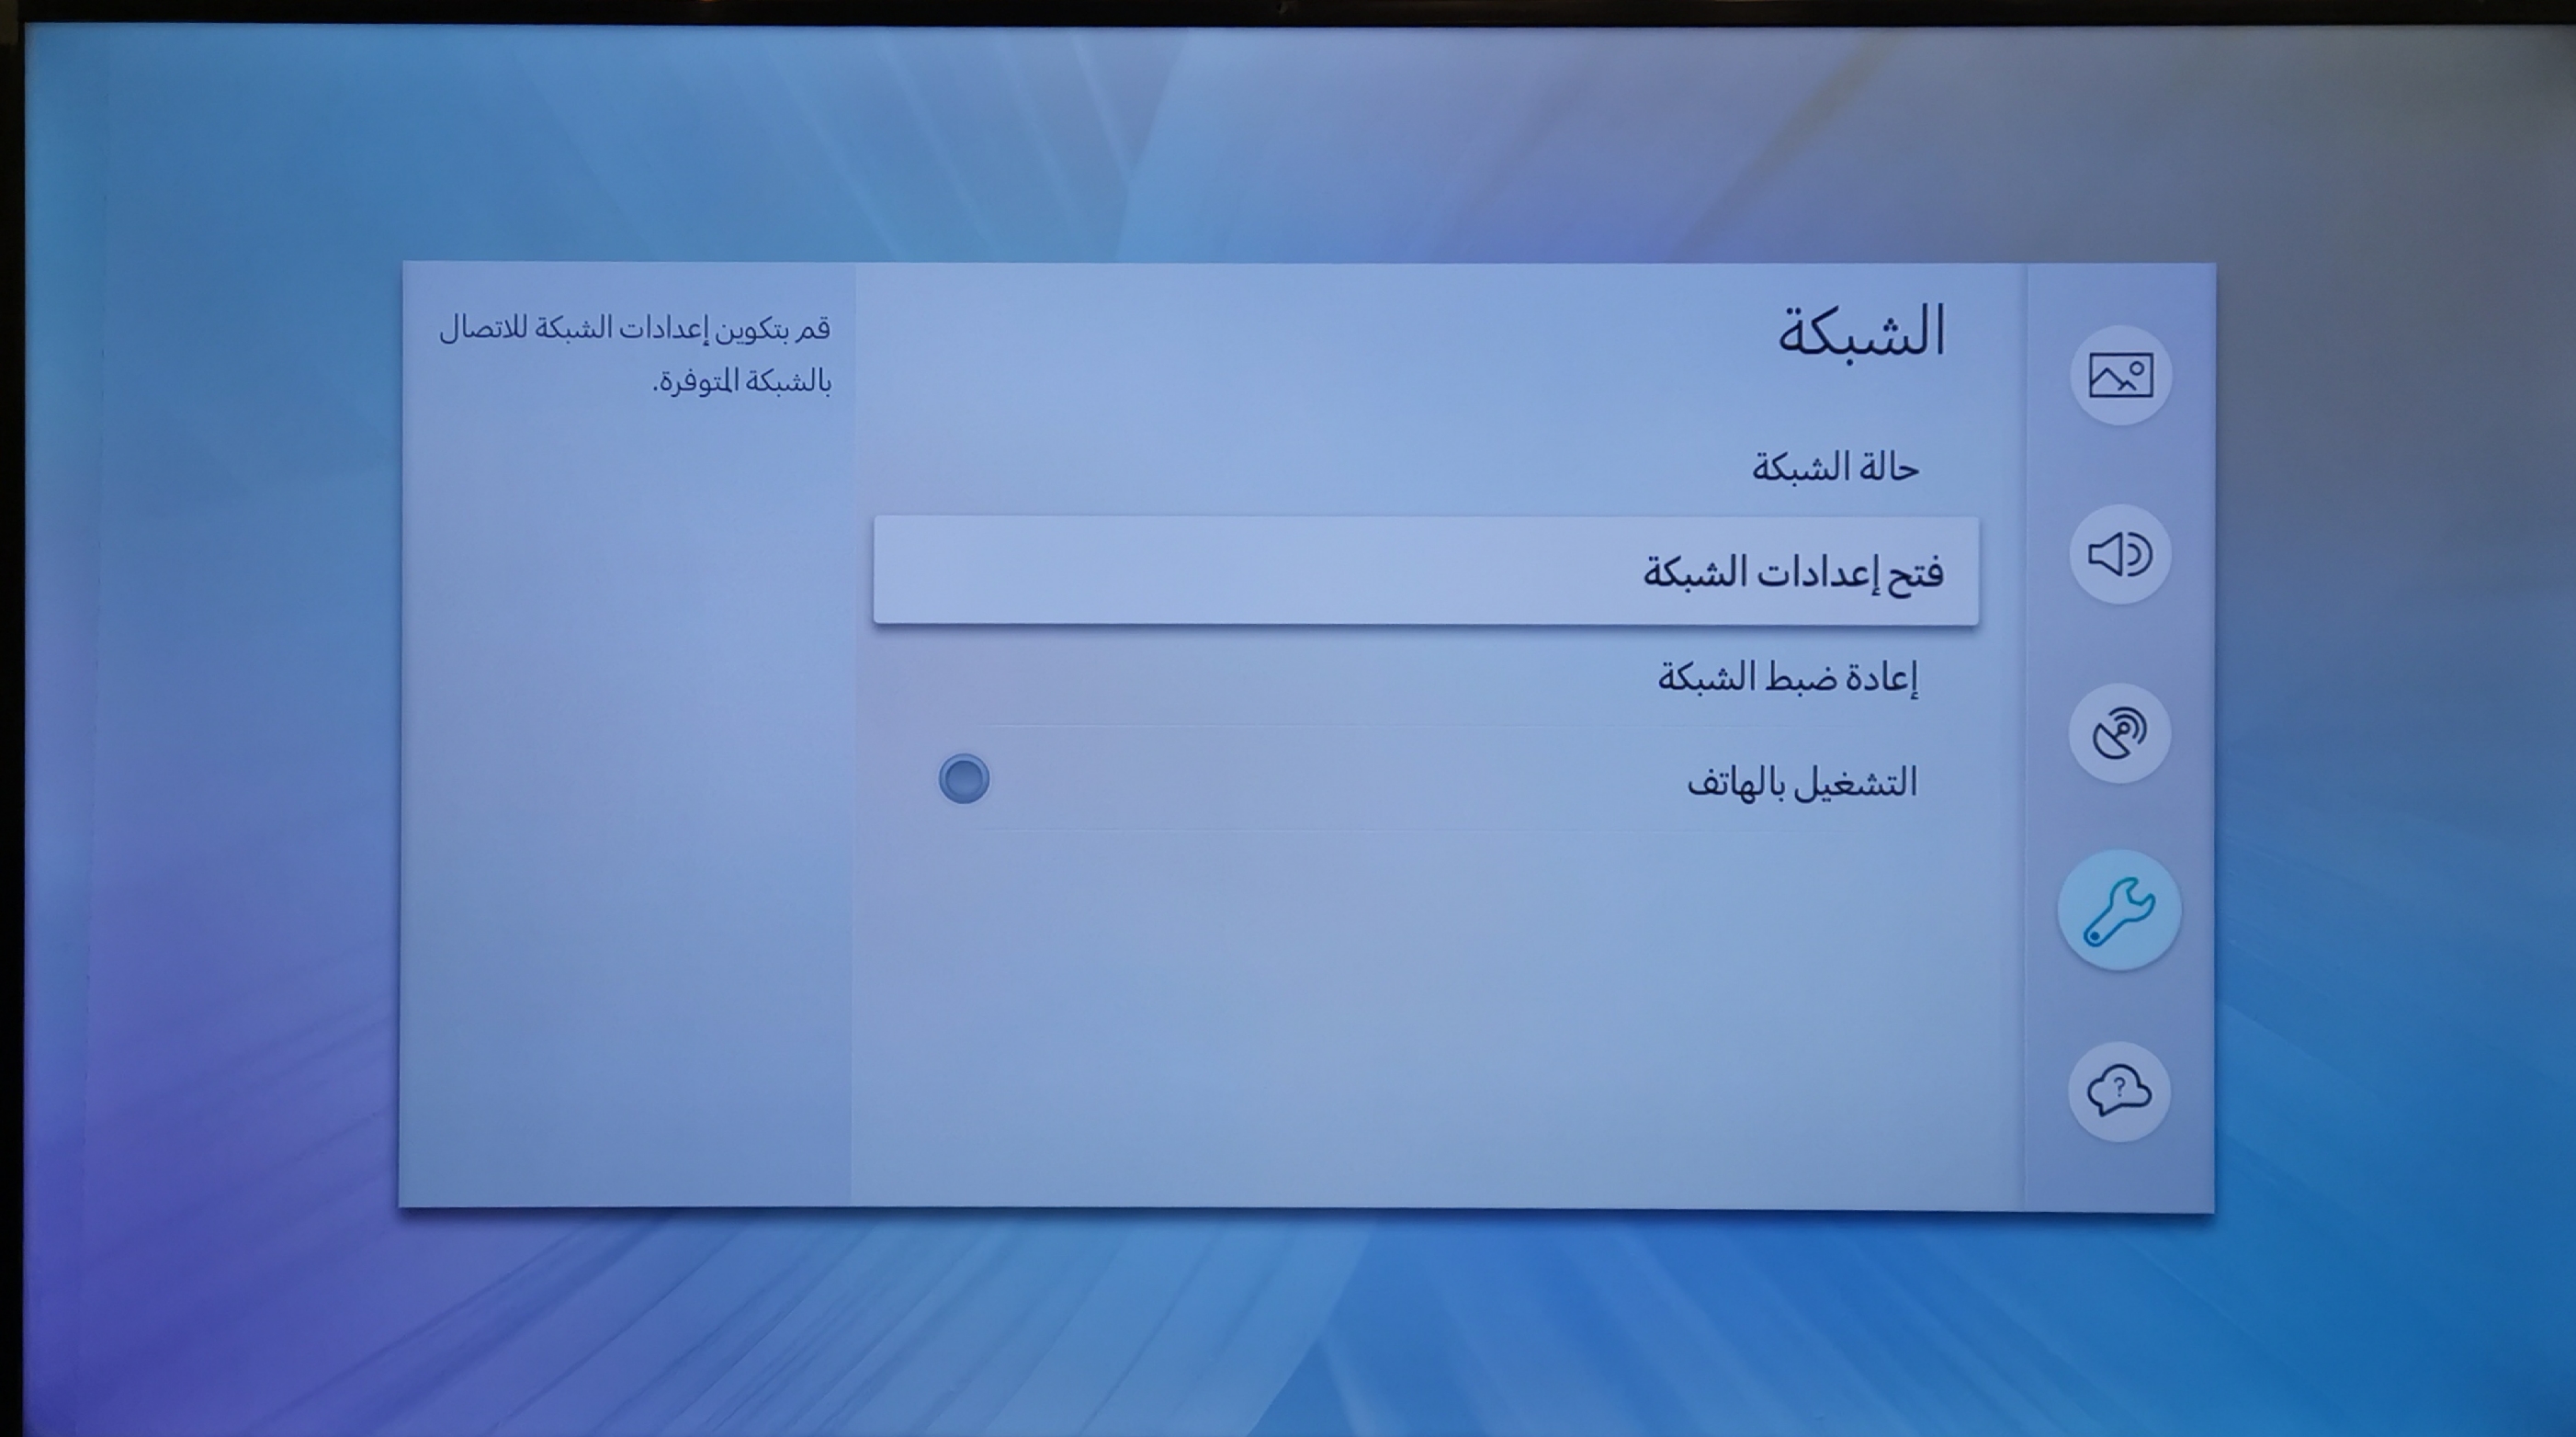 الشبكة
حالة الشبكة
فتح إعدادات الشبكة
إعادة ضبط الشبكة
التشغيل بالهاتف
قم بتكوين إعدادات الشبكة للاتصال
بالشبكة المتوفرة.
?